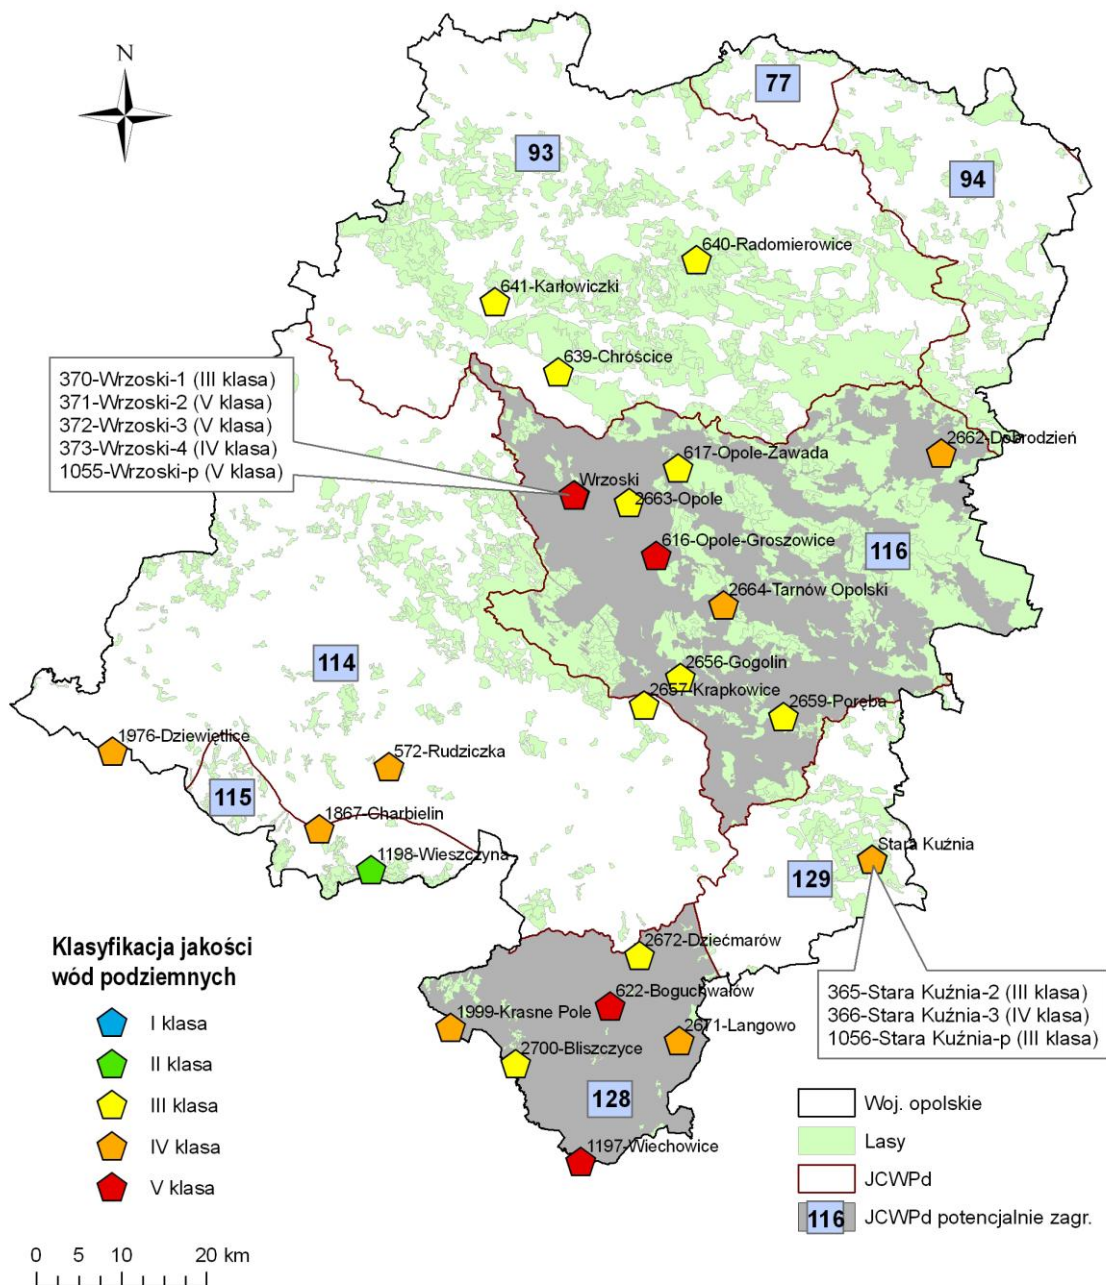 N
77
93
94
640-Radomierowice
641-Karłowiczki
639-Chróścice
370-Wrzoski-1 (III klasa)
371-Wrzoski-2 (V klasa)
372-Wrzoski-3 (V klasa)
373-Wrzoski-4 (IV klasa)
1055-Wrzoski-p (V klasa)
2662-Dobrodzień
617-Opole-Zawada
Wrzoski
2663-Opole
616-Opole-Groszowice
116
2664-Tarnów Opolski
114
2656-Gogolin
2657-Krapkowice
2659-Poręba
1976-Dziewiętlice
572-Rudziczka
115
1867-Charbielin
1198-Wieszczyna
Stara Kuźnia
129
2672-Dziećmarów
622-Boguchwałów
1999-Krasne Pole
2671-Langowo
2700-Bliszczyce
128
1197-Wiechowice
365-Stara Kuźnia-2 (III klasa)
366-Stara Kuźnia-3 (IV klasa)
1056-Stara Kuźnia-p (III klasa)
Klasyfikacja jakości
wód podziemnych
I klasa
II klasa
III klasa
IV klasa
V klasa
Woj. opolskie
Lasy
JCWPd
116 JCWPd potencjalnie zagr.
0 5 10 20 km